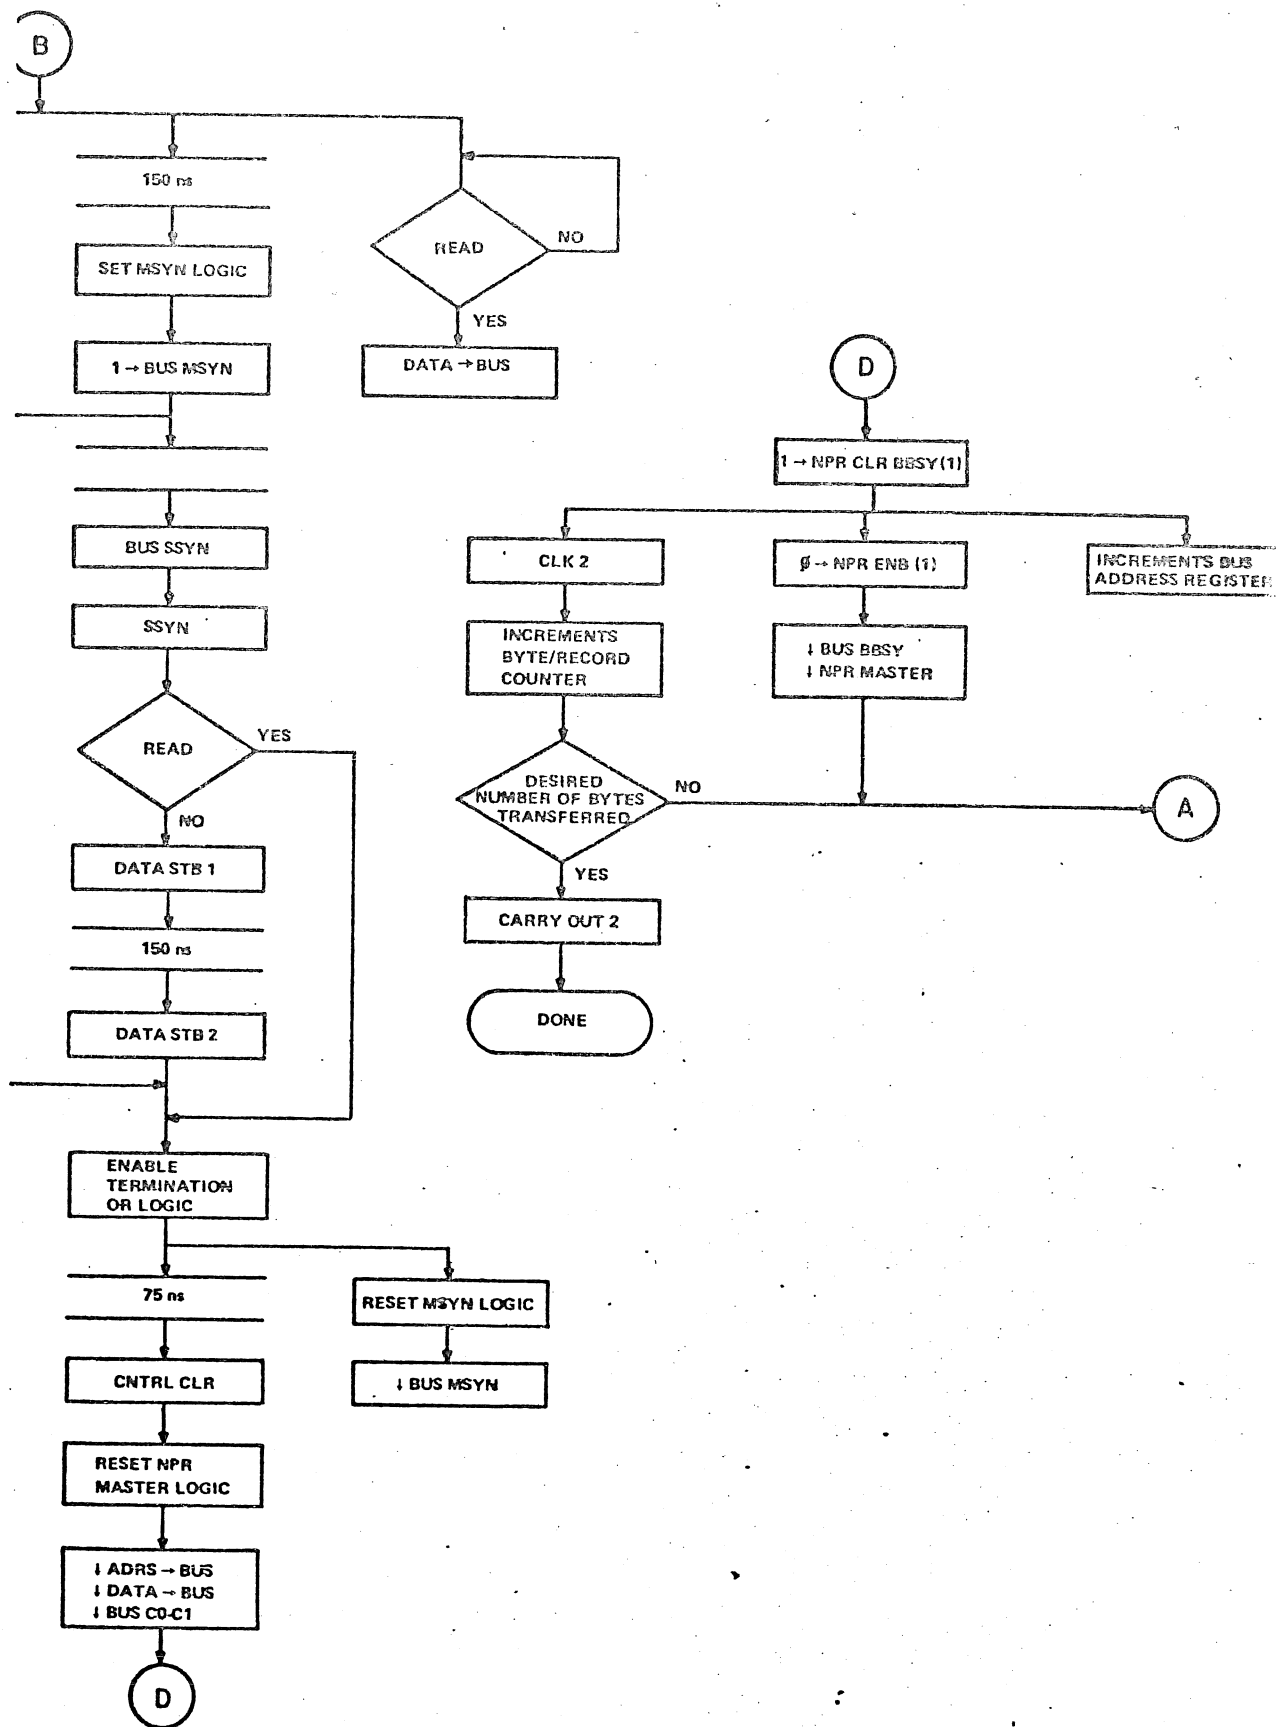 B
150 ns
SET MSYN LOGIC
1 → BUS MSYN
READ
NO
YES
DATA → BUS
BUS SSYN
SSYN
READ
YES
NO
DATA STB 1
150 ns
DATA STB 2
ENABLE
TERMINATION
OR LOGIC
75 ns
CNTRL CLR
RESET NPR
MASTER LOGIC
↓ ADRS → BUS
↓ DATA → BUS
↓ BUS C0-C1
D
RESET MSYN LOGIC
↓ BUS MSYN
D
1 → NPR CLR BBSY(1)
CLK 2
INCREMENTS
BYTE/RECORD
COUNTER
DESIRED
NUMBER OF BYTES
TRANSFERRED
NO
YES
CARRY OUT 2
DONE
Ø → NPR ENB (1)
↓ BUS BBSY
↓ NPR MASTER
INCREMENTS BUS
ADDRESS REGISTER
A